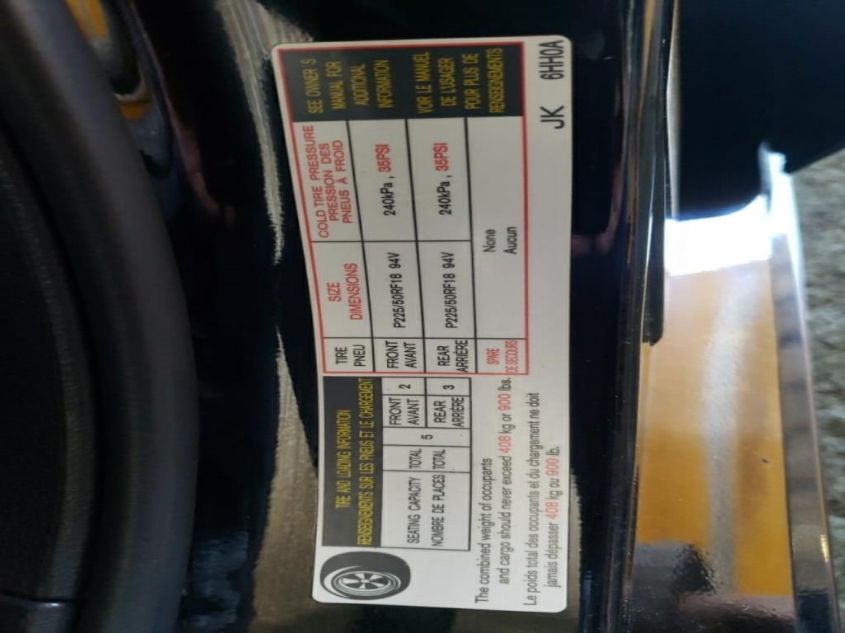 TIRE AND LOADING INFORMATION
RENSEIGNEMENTS SUR LES PNEUS ET LE CHARGEMENT
SEATING CAPACITY TOTAL 5 FRONT 2 REAR 3
NOMBRE DE PLACES TOTAL AVANT ARRIÈRE
The combined weight of occupants
and cargo should never exceed 408 kg or 900 lbs.
Le poids total des occupants et du chargement ne doit
jamais dépasser 408 kg ou 900 lb.
TIRE SIZE COLD TIRE PRESSURE
PNEU DIMENSIONS PRESSION DES
PNEUS À FROID
FRONT P225/50RF18 94V 240kPa, 35PSI
AVANT
REAR P225/50RF18 94V 240kPa, 35PSI
ARRIÈRE
SPARE None
DE SECOURS Aucun
SEE OWNER'S
MANUAL FOR
ADDITIONAL
INFORMATION
VOIR LE MANUEL
DE L'USAGER
POUR PLUS DE
RENSEIGNEMENTS
JK 6HH0A